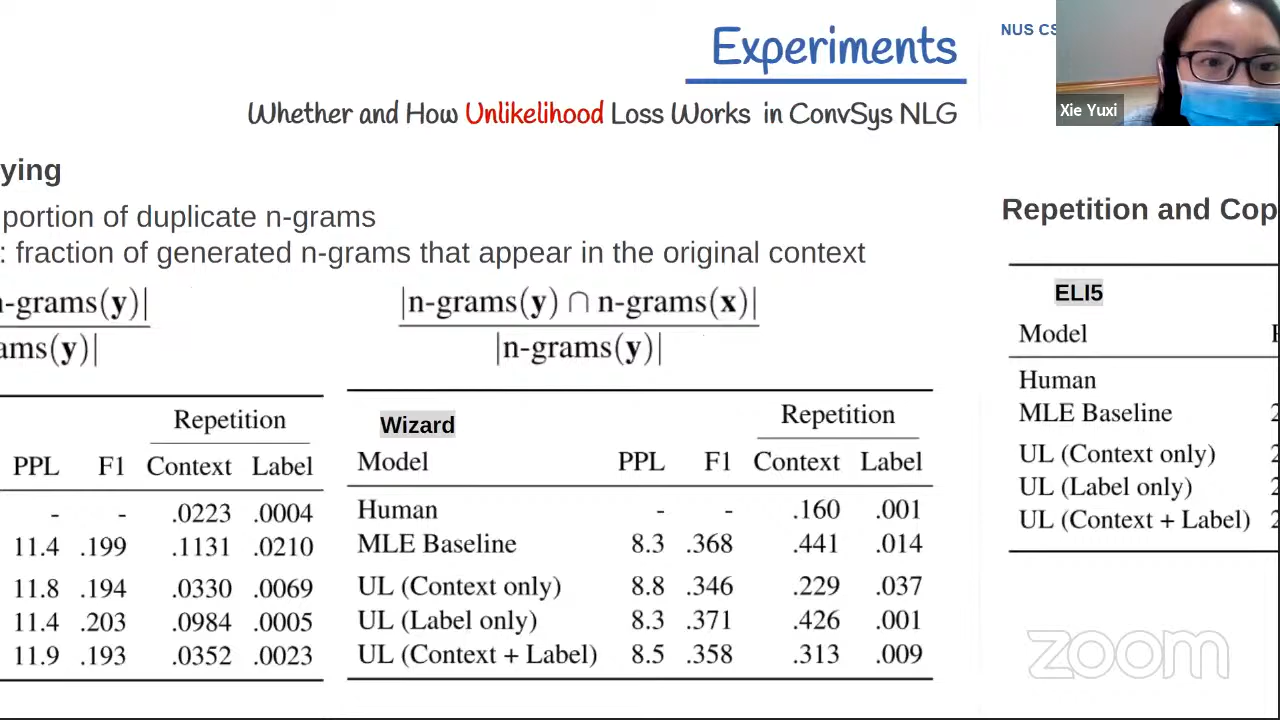 Experiments
NUS CS
Xie Yuxi
Whether and How Unlikelihood Loss Works in ConvSys NLG
ying
portion of duplicate n-grams
: fraction of generated n-grams that appear in the original context
n-grams(y)|
ams(y)|
|n-grams(y) ∩ n-grams(x)|
|n-grams(y)|
Repetition
PPL F1 Context Label
- - .0223 .0004
11.4 .199 .1131 .0210
11.8 .194 .0330 .0069
11.4 .203 .0984 .0005
11.9 .193 .0352 .0023
Wizard Repetition
Model PPL F1 Context Label
Human - - .160 .001
MLE Baseline 8.3 .368 .441 .014
UL (Context only) 8.8 .346 .229 .037
UL (Label only) 8.3 .371 .426 .001
UL (Context + Label) 8.5 .358 .313 .009
Repetition and Cop
ELI5
Model
Human
MLE Baseline 2
UL (Context only) 2
UL (Label only) 2
UL (Context + Label) 2
zoom